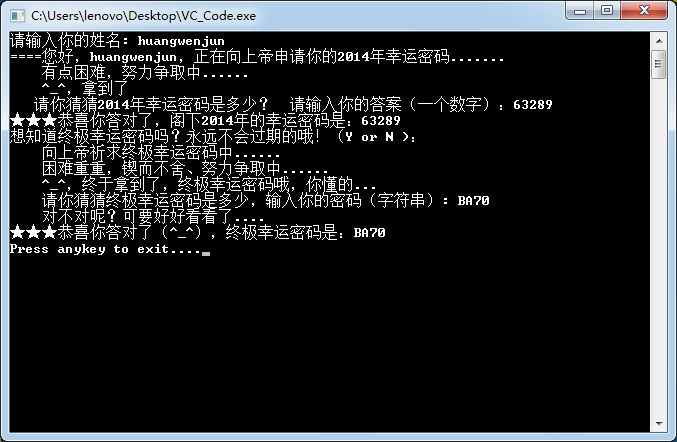 C:\Users\lenovo\Desktop\VC_Code.exe
请输入你的姓名: huangwenjun
====您好, huangwenjun, 正在向上帝申请你的2014年幸运密码.......
有点困难, 努力争取中......
^_^, 拿到了
请你猜猜2014年幸运密码是多少? 请输入你的答案 (一个数字) : 63289
★★★恭喜你答对了, 阁下2014年的幸运密码是: 63289
想知道终极幸运密码吗? 永远不会过期的哦! (Y or N ):
向上帝祈求终极幸运密码中......
困难重重, 锲而不舍、努力争取中......
^_^, 终于拿到了, 终极幸运密码哦, 你懂的...
请你猜猜终极幸运密码是多少, 输入你的密码 (字符串) : BA70
对不对呢? 可要好好看看了....
★★★恭喜你答对了 (^_^) , 终极幸运密码是: BA70
Press anykey to exit....